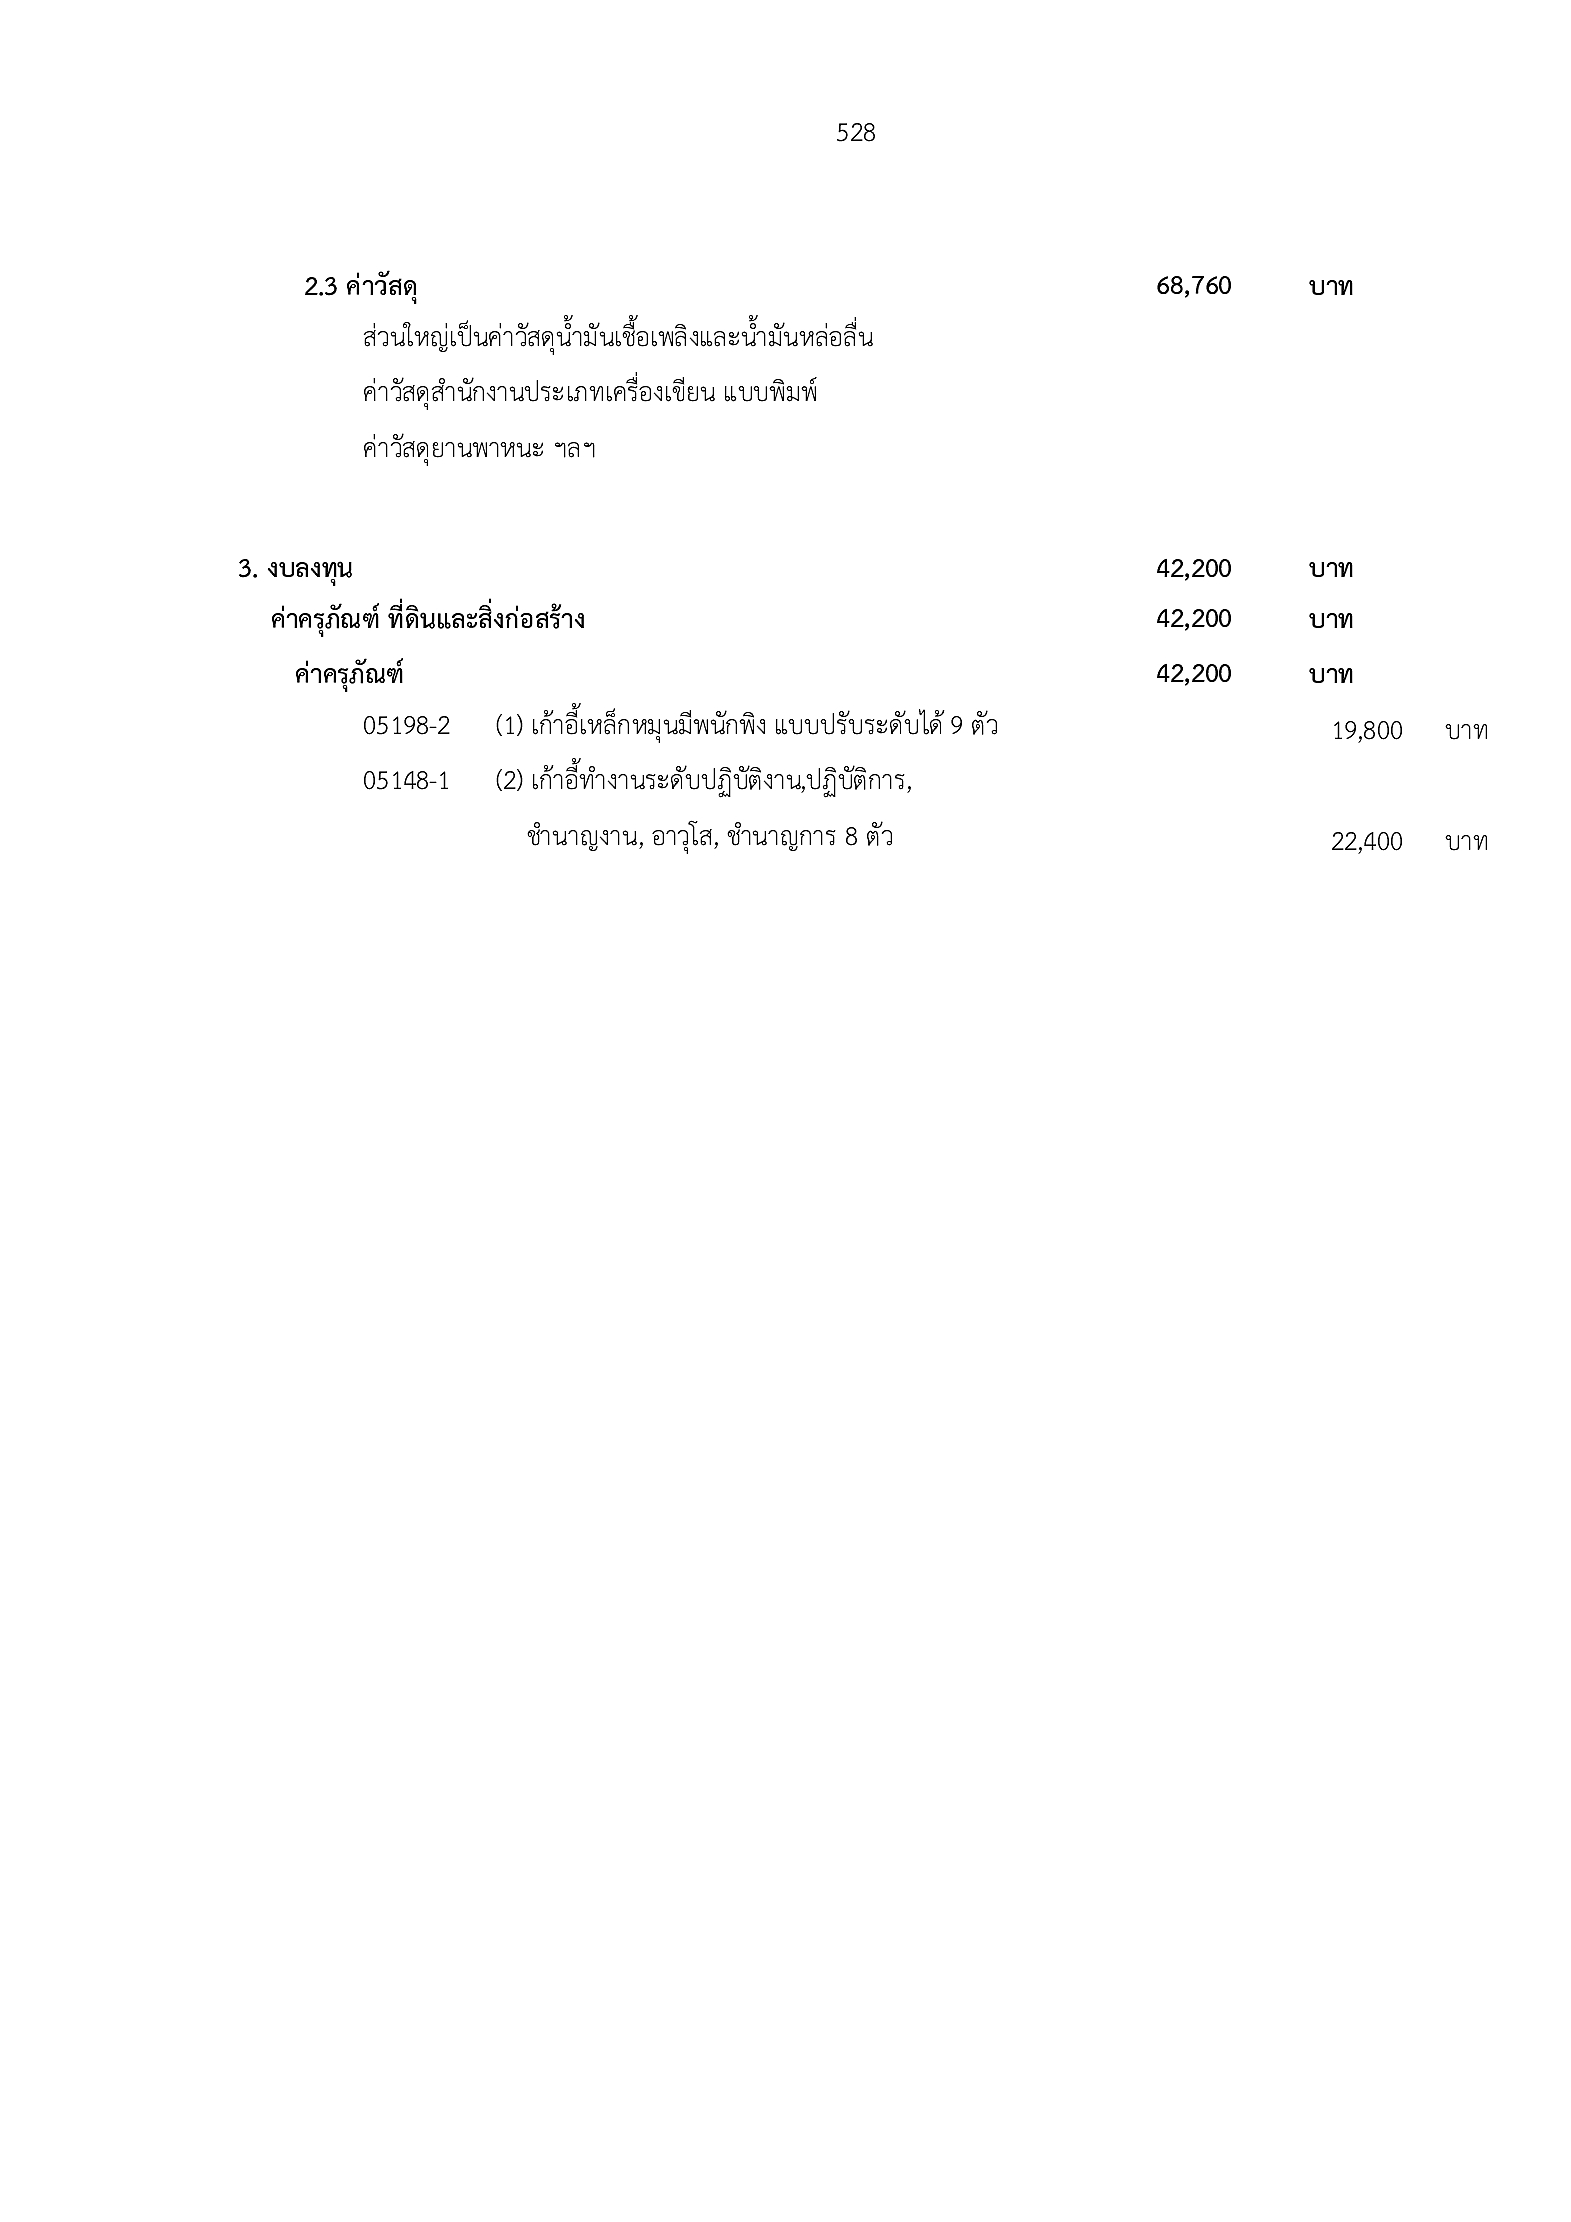 528
2.3 ค่าวัสดุ 68,760 บาท
ส่วนใหญ่เป็นค่าวัสดุน้ำมันเชื้อเพลิงและน้ำมันหล่อลื่น
ค่าวัสดุสำนักงานประเภทเครื่องเขียน แบบพิมพ์
ค่าวัสดุยานพาหนะ ฯลฯ
3. งบลงทุน 42,200 บาท
ค่าครุภัณฑ์ ที่ดินและสิ่งก่อสร้าง 42,200 บาท
ค่าครุภัณฑ์ 42,200 บาท
05198-2 (1) เก้าอี้เหล็กหมุนมีพนักพิง แบบปรับระดับได้ 9 ตัว 19,800 บาท
05148-1 (2) เก้าอี้ทำงานระดับปฏิบัติงาน,ปฏิบัติการ,
ชำนาญงาน, อาวุโส, ชำนาญการ 8 ตัว 22,400 บาท